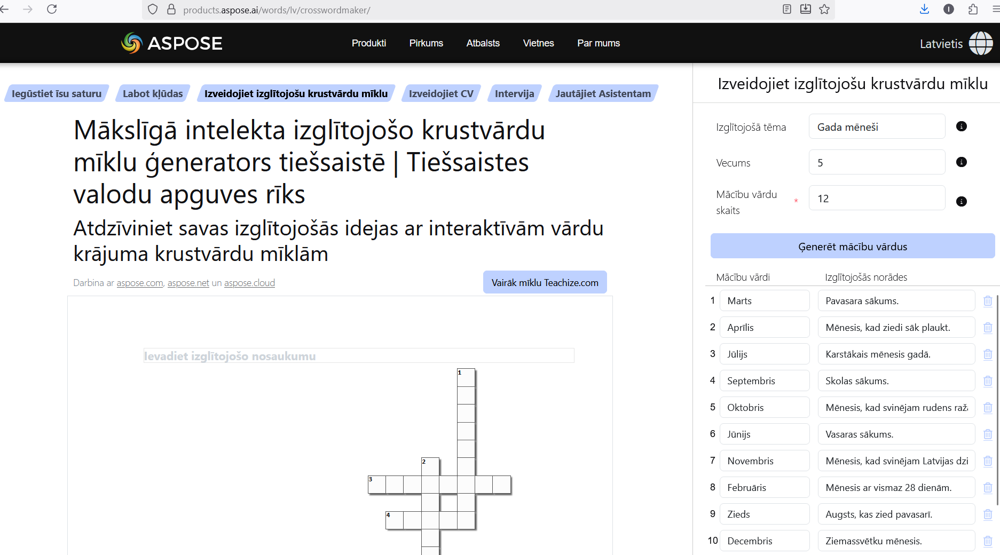 products.aspose.ai/words/lv/crosswordmaker/
ASPOSE
Produkti
Pirkums
Atbalsts
Vietnes
Par mums
Latvietis
Iegūstiet īsu saturu
Labot kļūdas
Izveidojiet izglītojošu krustvārdu mīklu
Izveidojiet CV
Intervija
Jautājiet Asistentam
Mākslīgā intelekta izglītojošo krustvārdu
mīklu ģenerators tiešsaistē | Tiešsaistes
valodu apguves rīks
Atdzīviniet savas izglītojošās idejas ar interaktīvām vārdu
krājuma krustvārdu mīklām
Darbina ar aspose.com, aspose.net un aspose.cloud
Vairāk mīklu Teachize.com
Ievadiet izglītojošo nosaukumu
1
2
3
4
Izveidojiet izglītojošu krustvārdu mīklu
Izglītojošā tēma
Gada mēneši
Vecums
5
Mācību vārdu
skaits
*
12
Ģenerēt mācību vārdus
Mācību vārdi
Izglītojošās norādes
1 Marts Pavasara sākums.
2 Aprīlis Mēnesis, kad ziedi sāk plaukt.
3 Jūlijs Karstākais mēnesis gadā.
4 Septembris Skolas sākums.
5 Oktobris Mēnesis, kad svinējam rudens raž
6 Jūnijs Vasaras sākums.
7 Novembris Mēnesis, kad svinējam Latvijas dzi
8 Februāris Mēnesis ar vismaz 28 dienām.
9 Zieds Augsts, kas zied pavasarī.
10 Decembris Ziemassvētku mēnesis.